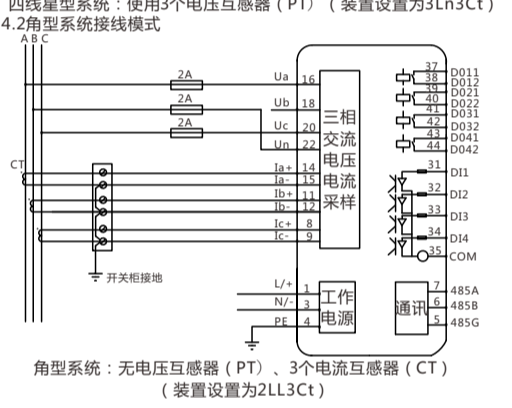 四线星型系统：使用3个电压互感器（PT）（装置设置为3Ln3Ct）
4.2角型系统接线模式
A B C
2A
2A
2A
Ua 16
Ub 18
Uc 20
Un 22
CT
Ia+ 14
Ia- 15
Ib+ 11
Ib- 12
Ic+ 8
Ic- 9
三相
交流
电压
电流
采样
37 D011
38 D012
39 D021
40 D022
41 D031
42 D032
43 D041
44 D042
31 DI1
32 DI2
33 DI3
34 DI4
35 COM
开关柜接地
L/+ 1
N/- 3
PE 4
工作
电源
通讯
7 485A
6 485B
5 485G
角型系统：无电压互感器（PT）、3个电流互感器（CT）
（装置设置为2LL3Ct）